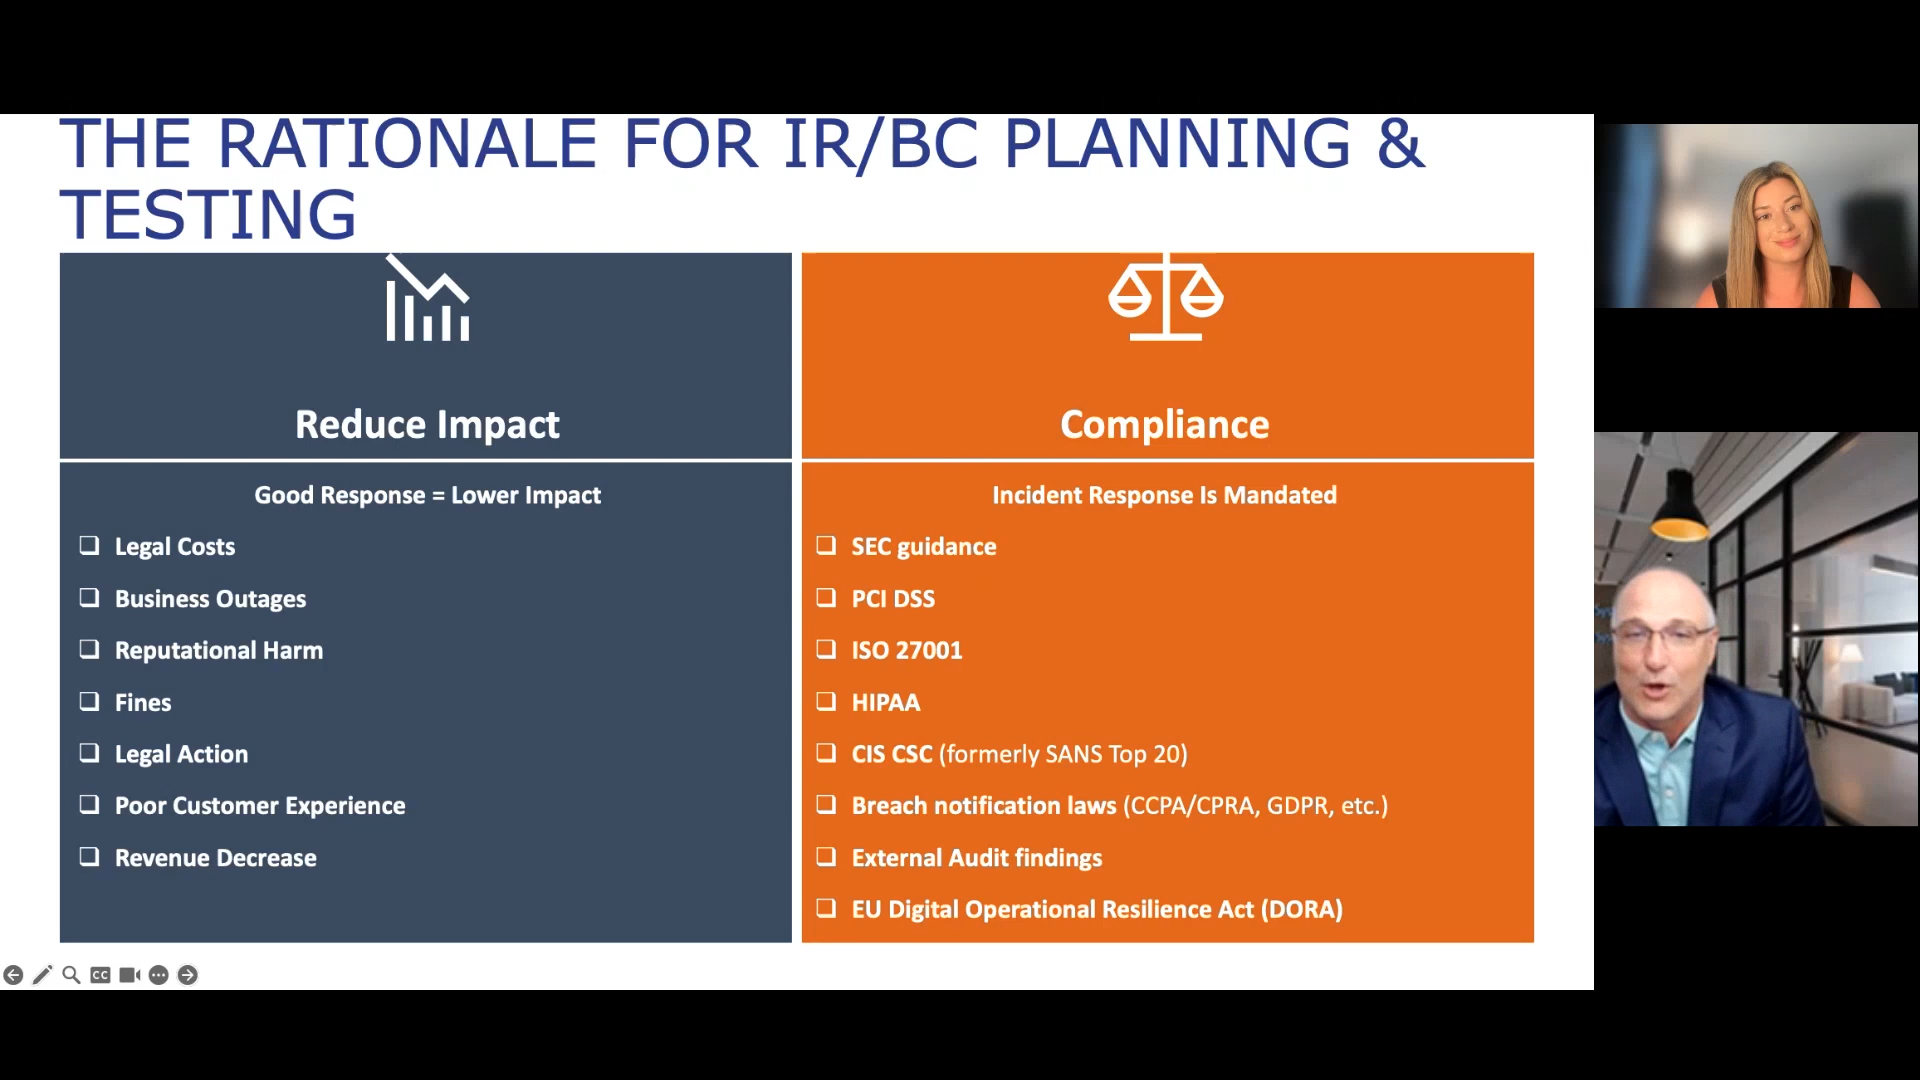 THE RATIONALE FOR IR/BC PLANNING &
TESTING
Reduce Impact
Good Response = Lower Impact
❑ Legal Costs
❑ Business Outages
❑ Reputational Harm
❑ Fines
❑ Legal Action
❑ Poor Customer Experience
❑ Revenue Decrease
Compliance
Incident Response Is Mandated
❑ SEC guidance
❑ PCI DSS
❑ ISO 27001
❑ HIPAA
❑ CIS CSC (formerly SANS Top 20)
❑ Breach notification laws (CCPA/CPRA, GDPR, etc.)
❑ External Audit findings
❑ EU Digital Operational Resilience Act (DORA)
CC